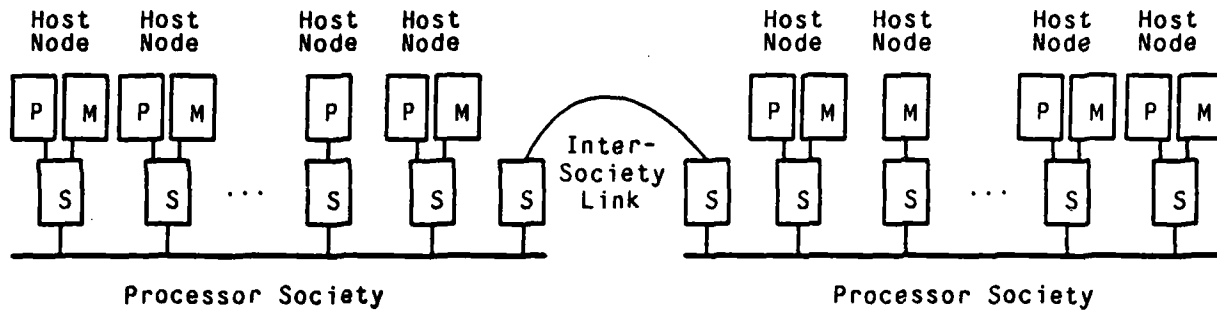 Host Host Host Host Host Host Host Host
Node Node Node Node Node Node Node Node
P M P M P P M P M M P M P M
Inter-
Society
Link
S S ... S S S S S S ... S S
Processor Society Processor Society